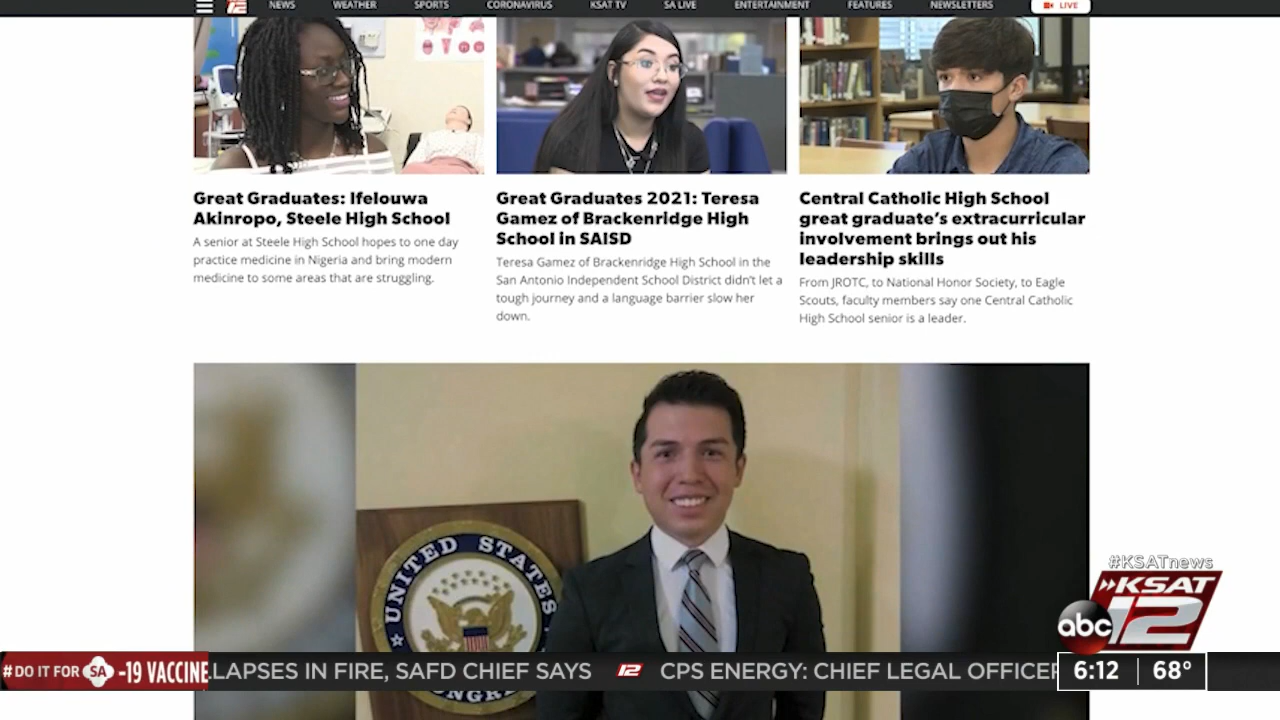 12
NEWS
WEATHER
SPORTS
CORONAVIRUS
KSAT TV
SA LIVE
ENTERTAINMENT
FEATURES
NEWSLETTERS
LIVE
Great Graduates: Ifelouwa
Akinropo, Steele High School
A senior at Steele High School hopes to one day
practice medicine in Nigeria and bring modern
medicine to some areas that are struggling.
Great Graduates 2021: Teresa
Gamez of Brackenridge High
School in SAISD
Teresa Gamez of Brackenridge High School in the
San Antonio Independent School District didn't let a
tough journey and a language barrier slow her
down.
Central Catholic High School
great graduate's extracurricular
involvement brings out his
leadership skills
From JROTC, to National Honor Society, to Eagle
Scouts, faculty members say one Central Catholic
High School senior is a leader.
UNITED STATES
NGR
#KSATnews
KSAT
abc 12
#DO IT FOR SA -19 VACCINE
LAPSES IN FIRE, SAFD CHIEF SAYS 12 CPS ENERGY: CHIEF LEGAL OFFICER
6:12 68°